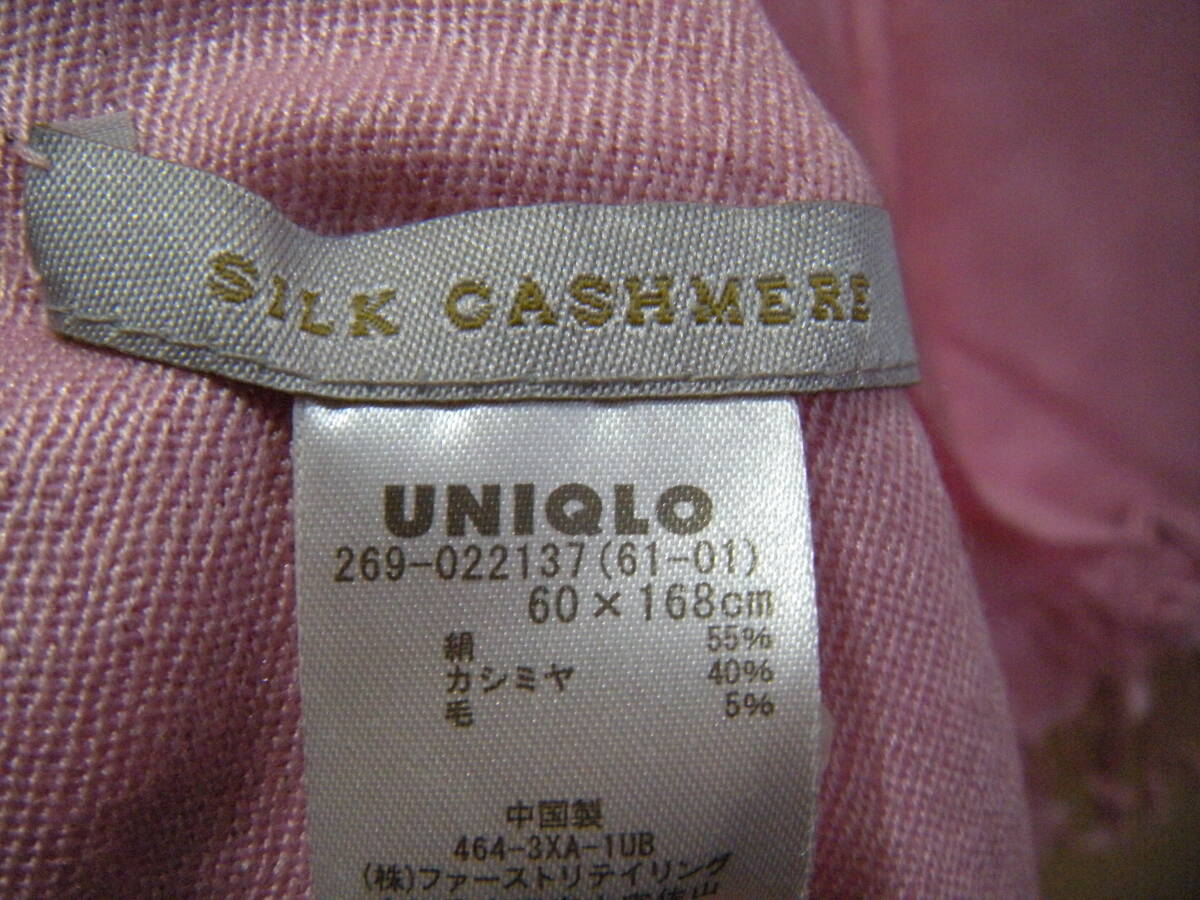 SILK CASHMERE
UNIQLO
269-022137(61-01)
60×168cm
絹 55%
カシミヤ 40%
毛 5%
中国製
464-3XA-1UB
(株)ファーストリテイリング